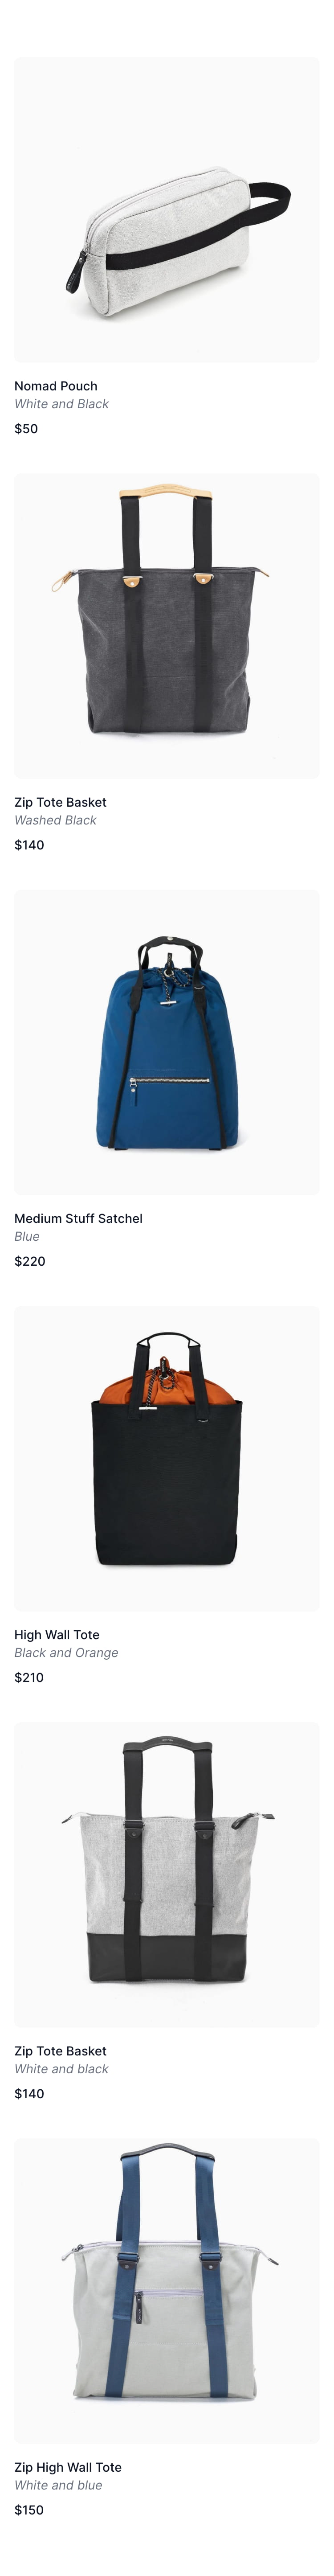 Nomad Pouch
White and Black
$50
Zip Tote Basket
Washed Black
$140
Medium Stuff Satchel
Blue
$220
High Wall Tote
Black and Orange
$210
Zip Tote Basket
White and black
$140
Zip High Wall Tote
White and blue
$150